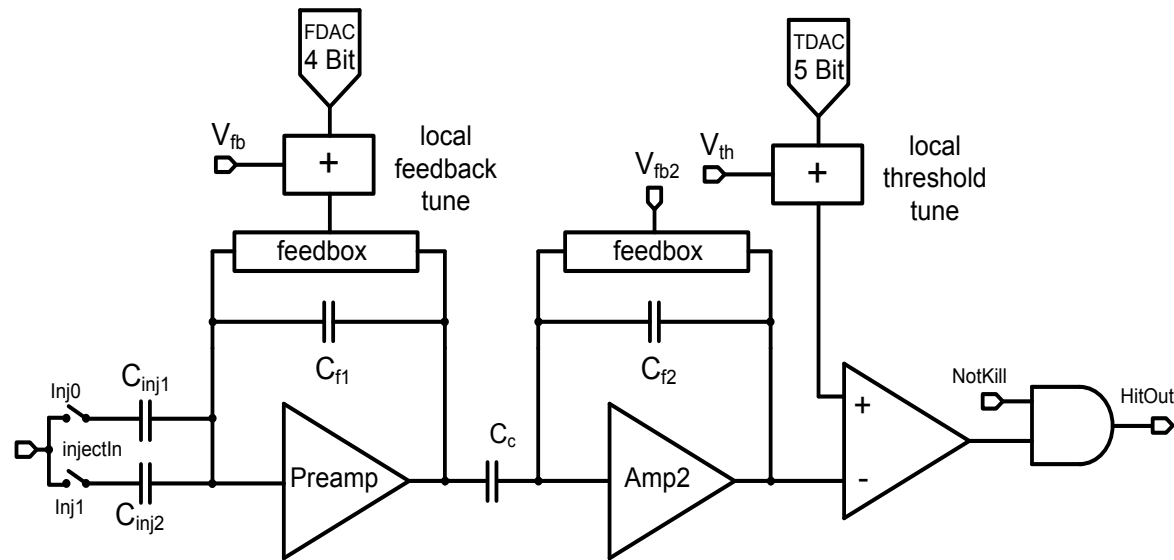 FDAC
4 Bit
TDAC
5 Bit
V_fb
+
local
feedback
tune
V_fb2
V_th
+
local
threshold
tune
feedbox
feedbox
C_f1
C_f2
Inj0
C_inj1
injectIn
Inj1
C_inj2
Preamp
C_c
Amp2
+
-
NotKill
HitOut